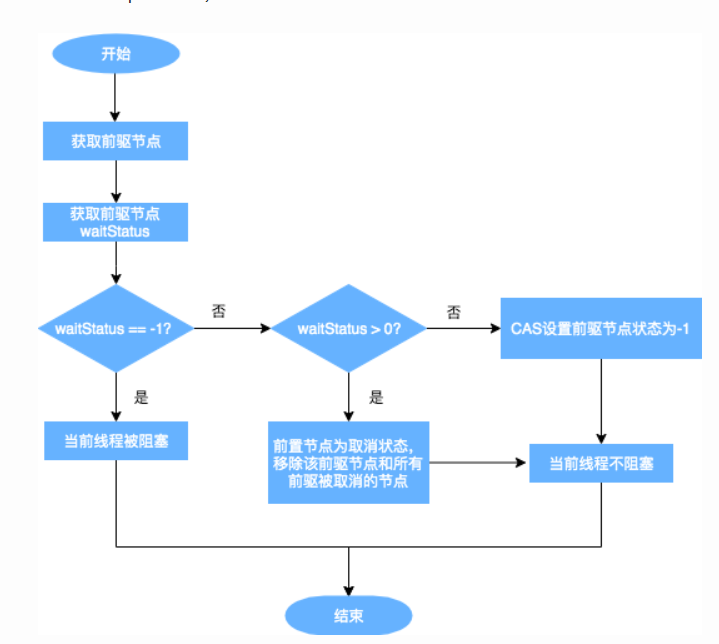 开始
获取前驱节点
获取前驱节点
waitStatus
waitStatus == -1?
否
waitStatus > 0?
否
CAS设置前驱节点状态为-1
是
是
当前线程被阻塞
前置节点为取消状态,
移除该前驱节点和所有
前驱被取消的节点
当前线程不阻塞
结束